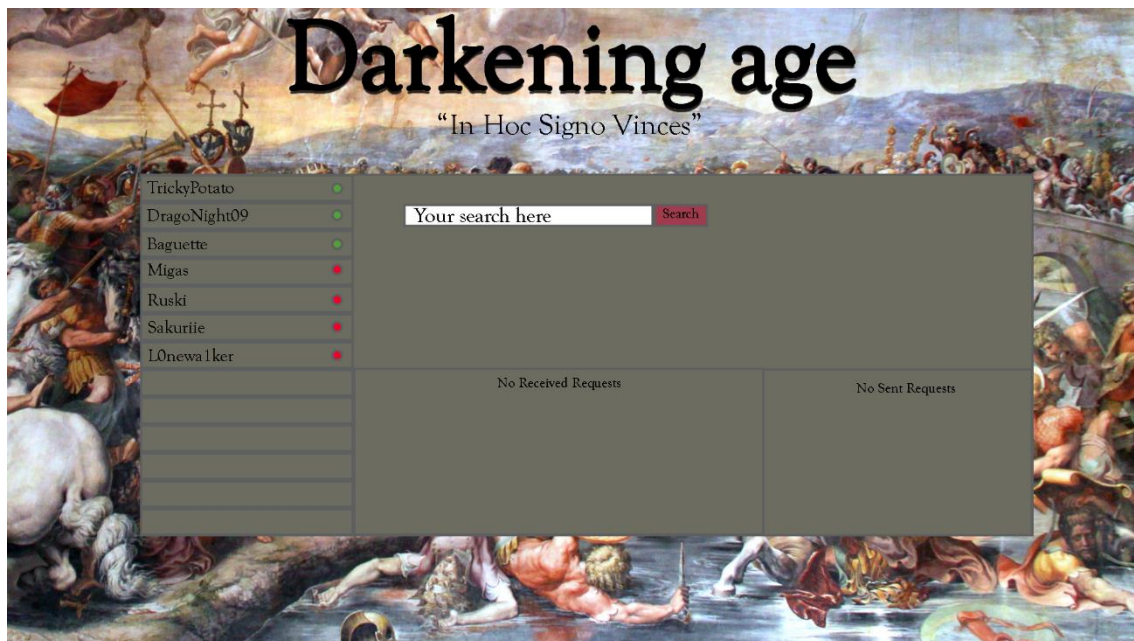 Darkening age
“In Hoc Signo Vinces”
TrickyPotato
DragoNight09
Baguette
Migas
Ruski
Sakuriie
L0newa1ker
Your search here
Search
No Received Requests
No Sent Requests